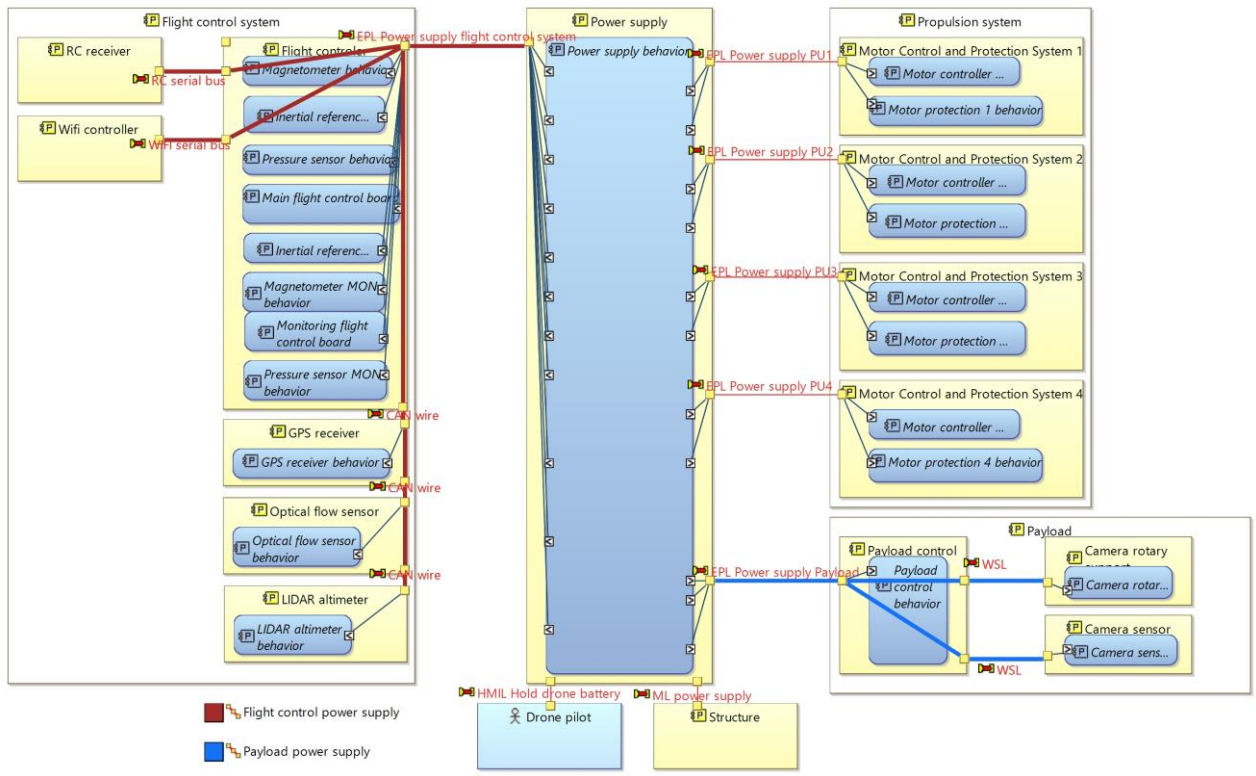 Flight control system
RC receiver
RC serial bus
Wifi controller
WIFI serial bus
Flight controler
Magnetometer behavior
Inertial referenc...
Pressure sensor behavior
Main flight control board
Inertial referenc...
Magnetometer MON
behavior
Monitoring flight
control board
Pressure sensor MON
behavior
CAN wire
GPS receiver
GPS receiver behavior
CAN wire
Optical flow sensor
Optical flow sensor
behavior
CAN wire
LIDAR altimeter
LIDAR altimeter
behavior
EPL Power supply flight control system
Power supply
Power supply behavior
EPL Power supply PU1
EPL Power supply PU2
EPL Power supply PU3
EPL Power supply PU4
EPL Power supply Payload
Propulsion system
Motor Control and Protection System 1
Motor controller ...
Motor protection 1 behavior
Motor Control and Protection System 2
Motor controller ...
Motor protection ...
Motor Control and Protection System 3
Motor controller ...
Motor protection ...
Motor Control and Protection System 4
Motor controller ...
Motor protection 4 behavior
Payload
Payload control
Payload
control
behavior
WSL
Camera rotary
support
Camera rotar...
Camera sensor
Camera sens...
WSL
HMIL Hold drone battery
ML power supply
Drone pilot
Structure
Flight control power supply
Payload power supply